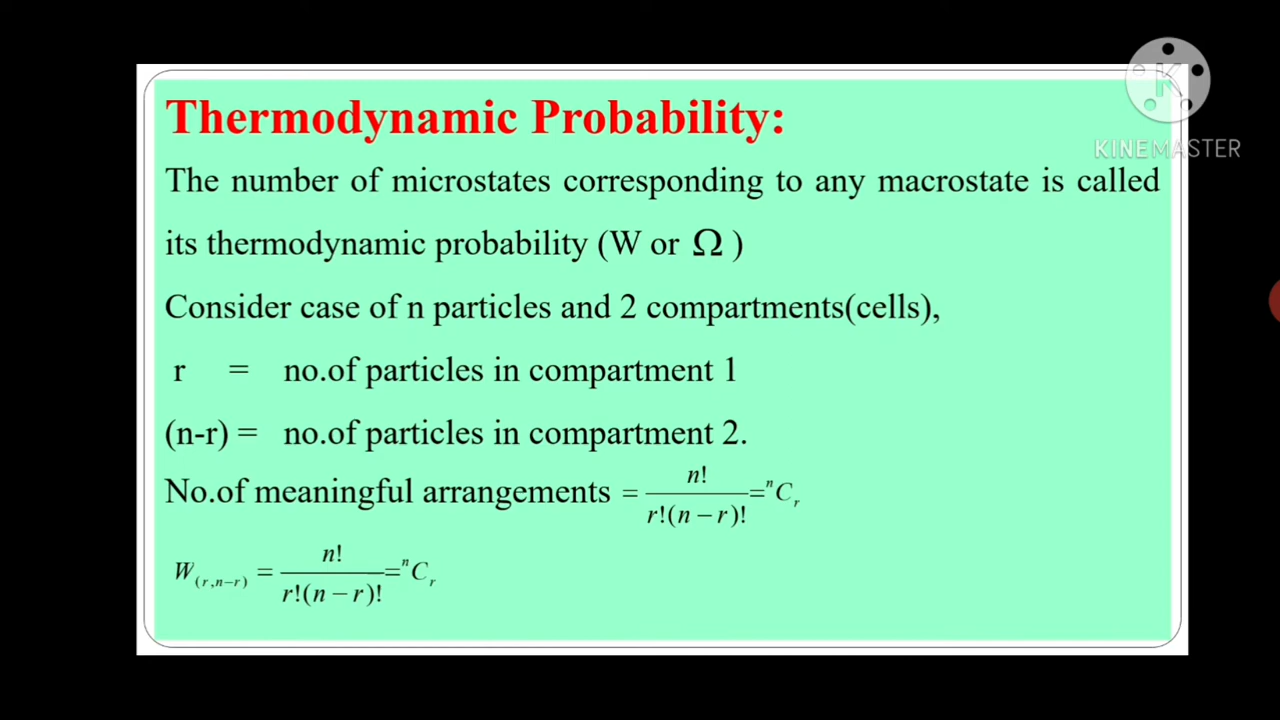 Thermodynamic Probability:
The number of microstates corresponding to any macrostate is called
its thermodynamic probability (W or Ω )
Consider case of n particles and 2 compartments(cells),
r = no.of particles in compartment 1
(n-r) = no.of particles in compartment 2.
No.of meaningful arrangements = n! / r!(n − r)! = ⁿCᵣ
W(r,n−r) = n! / r!(n − r)! = ⁿCᵣ
KINEMASTER